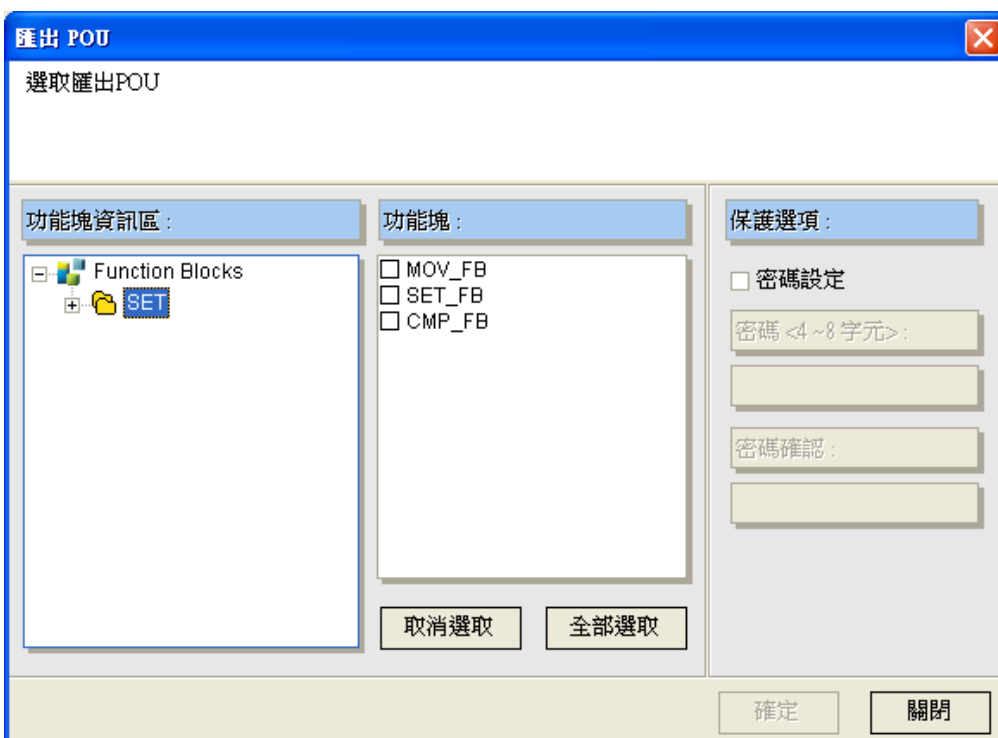 匯出 POU
選取匯出POU
功能塊資訊區 :
Function Blocks
SET
功能塊 :
MOV_FB
SET_FB
CMP_FB
取消選取
全部選取
保護選項 :
密碼設定
密碼 <4 ~8 字元> :
密碼確認 :
確定
關閉